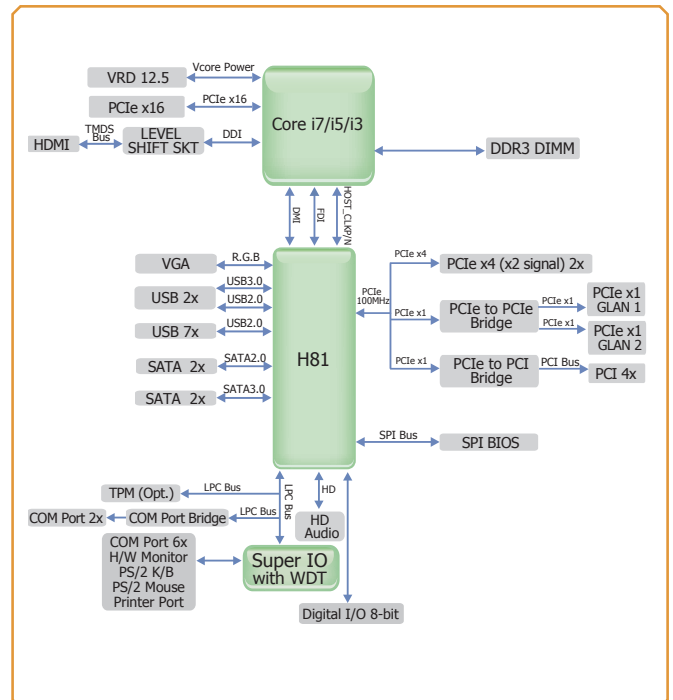 Vcore Power
VRD 12.5
PCIe x16
PCIe x16
Core i7/i5/i3
TMDS
Bus
HDMI
LEVEL
SHIFT SKT
DDI
DDR3 DIMM
DMI
FDI
HOST_CLKP/N
VGA
R.G.B
USB 2x
USB3.0
USB2.0
USB 7x
USB2.0
SATA 2x
SATA2.0
SATA 2x
SATA3.0
H81
PCIe
100MHz
PCIe x4
PCIe x4 (x2 signal) 2x
PCIe x1
PCIe to PCIe
Bridge
PCIe x1
PCIe x1
GLAN 1
PCIe x1
PCIe x1
GLAN 2
PCIe x1
PCIe to PCI
Bridge
PCI Bus
PCI 4x
SPI Bus
SPI BIOS
TPM (Opt.)
LPC Bus
LPC Bus
HD
COM Port 2x
COM Port Bridge
LPC Bus
HD
Audio
COM Port 6x
H/W Monitor
PS/2 K/B
PS/2 Mouse
Printer Port
Super IO
with WDT
Digital I/O 8-bit